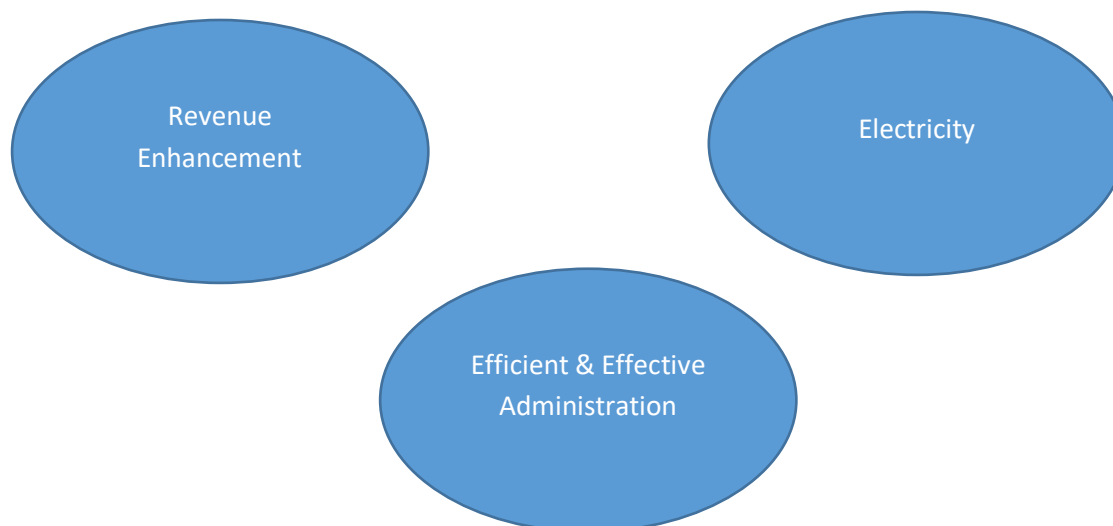 Revenue
Enhancement
Electricity
Efficient & Effective
Administration